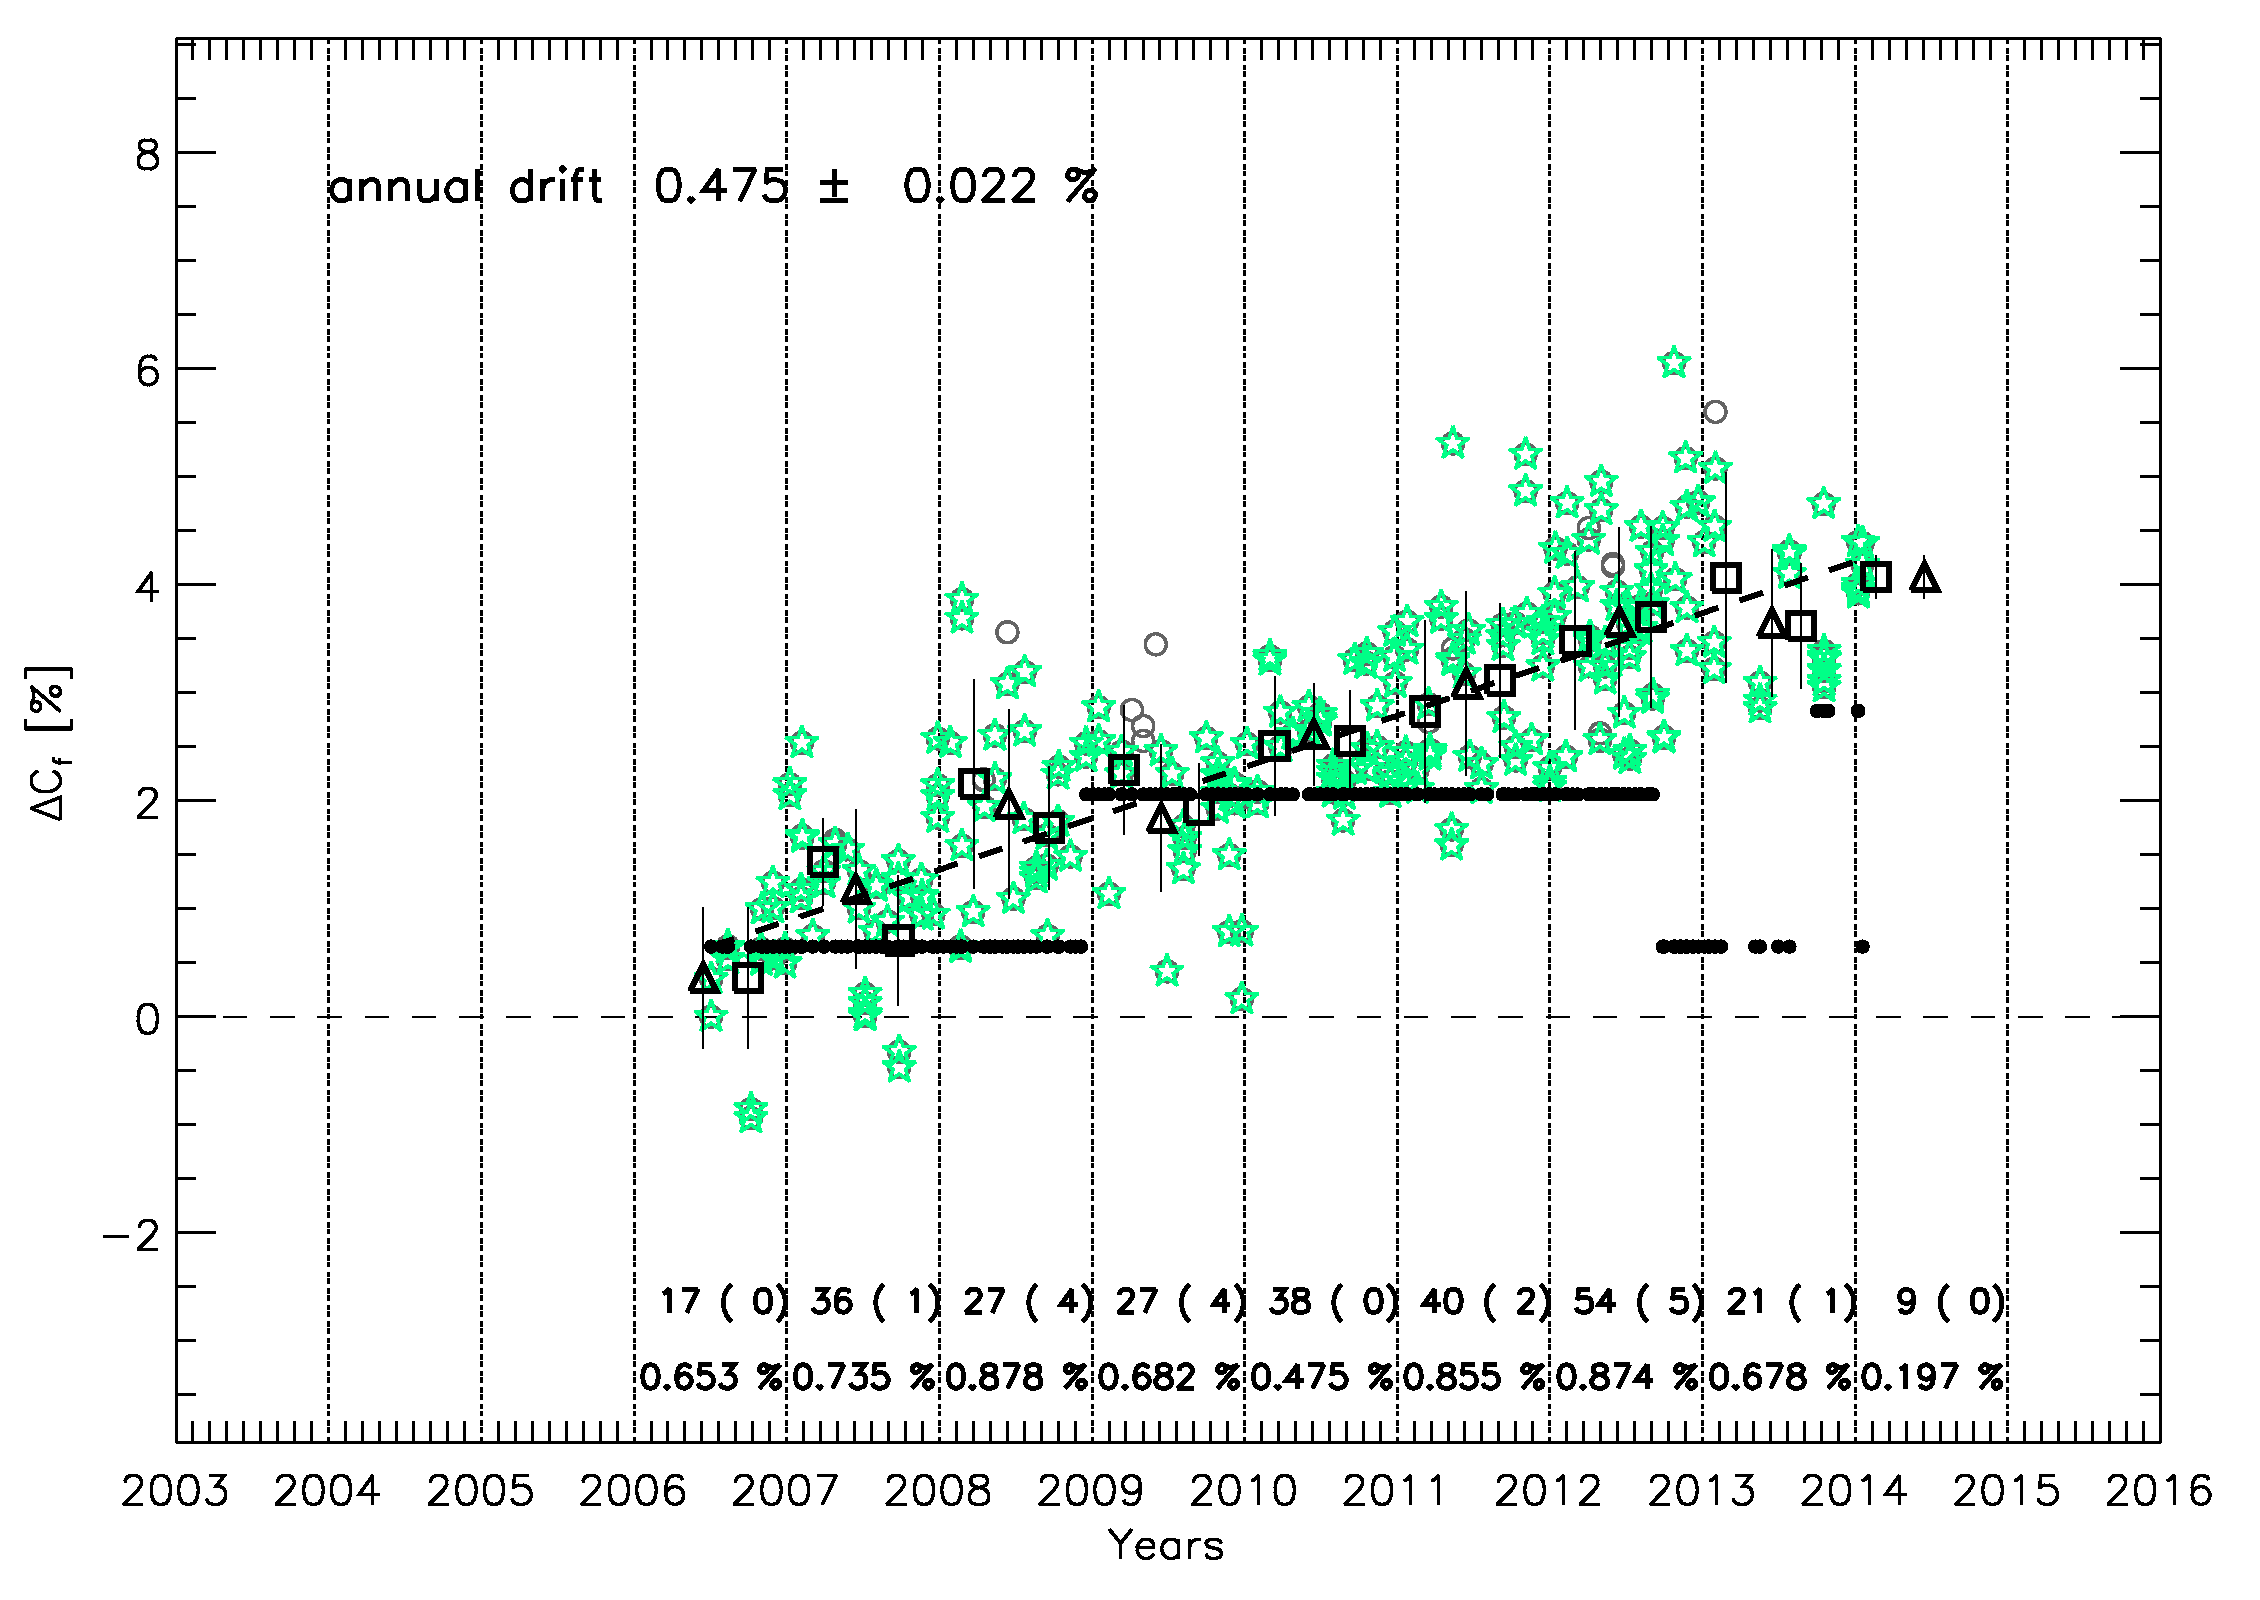 8
annual drift 0.475 ± 0.022 %
6
4
ΔCf [%]
2
0
−2
17 ( 0) 36 ( 1) 27 ( 4) 27 ( 4) 38 ( 0) 40 ( 2) 54 ( 5) 21 ( 1) 9 ( 0)
0.653 % 0.735 % 0.878 % 0.682 % 0.475 % 0.855 % 0.874 % 0.678 % 0.197 %
2003 2004 2005 2006 2007 2008 2009 2010 2011 2012 2013 2014 2015 2016
Years